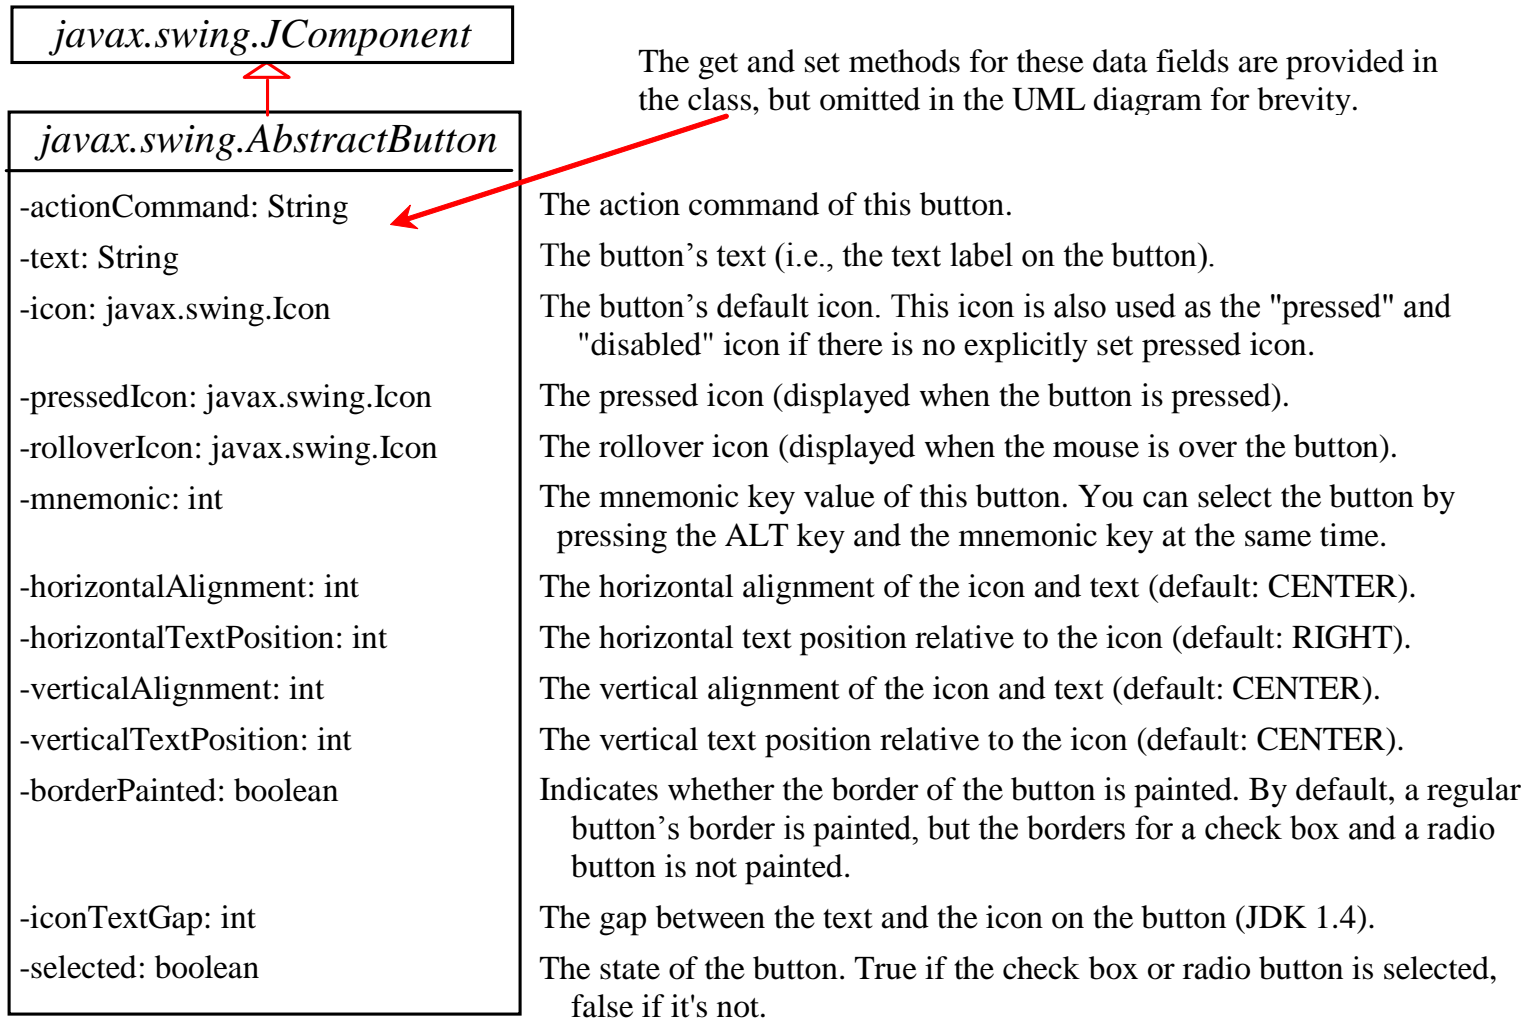 javax.swing.JComponent
The get and set methods for these data fields are provided in
the class, but omitted in the UML diagram for brevity.
javax.swing.AbstractButton
-actionCommand: String
The action command of this button.
-text: String
The button’s text (i.e., the text label on the button).
-icon: javax.swing.Icon
The button’s default icon. This icon is also used as the "pressed" and
"disabled" icon if there is no explicitly set pressed icon.
-pressedIcon: javax.swing.Icon
The pressed icon (displayed when the button is pressed).
-rolloverIcon: javax.swing.Icon
The rollover icon (displayed when the mouse is over the button).
-mnemonic: int
The mnemonic key value of this button. You can select the button by
pressing the ALT key and the mnemonic key at the same time.
-horizontalAlignment: int
The horizontal alignment of the icon and text (default: CENTER).
-horizontalTextPosition: int
The horizontal text position relative to the icon (default: RIGHT).
-verticalAlignment: int
The vertical alignment of the icon and text (default: CENTER).
-verticalTextPosition: int
The vertical text position relative to the icon (default: CENTER).
-borderPainted: boolean
Indicates whether the border of the button is painted. By default, a regular
button’s border is painted, but the borders for a check box and a radio
button is not painted.
-iconTextGap: int
The gap between the text and the icon on the button (JDK 1.4).
-selected: boolean
The state of the button. True if the check box or radio button is selected,
false if it's not.